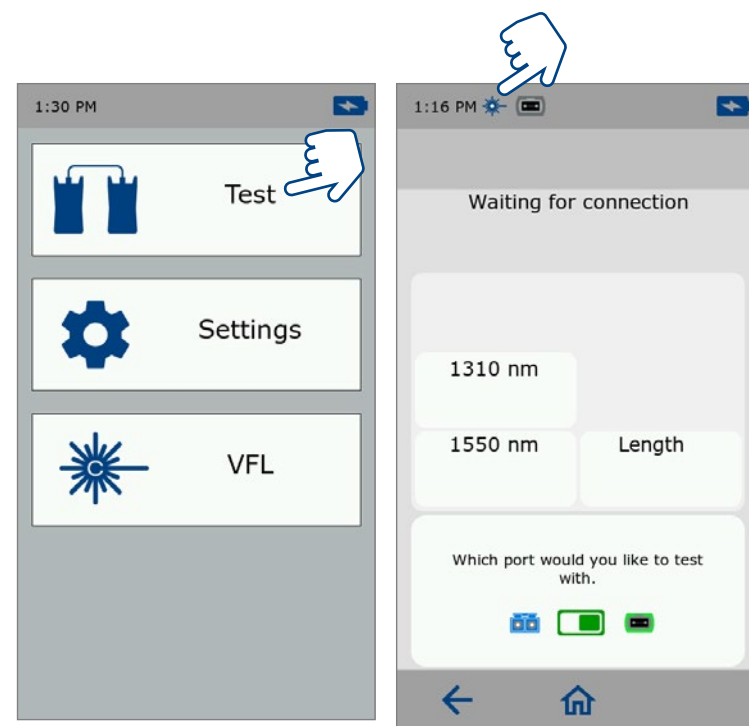 1:30 PM
Test
Settings
VFL
1:16 PM
Waiting for connection
1310 nm
1550 nm
Length
Which port would you like to test
with.